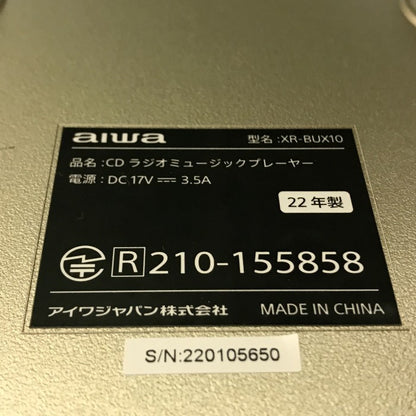 aiwa 型名:XR-BUX10
品名:CD ラジオミュージックプレーヤー
電源:DC 17V ⎓ 3.5A
22 年製
R 210-155858
アイワジャパン株式会社 MADE IN CHINA
S/N:220105650